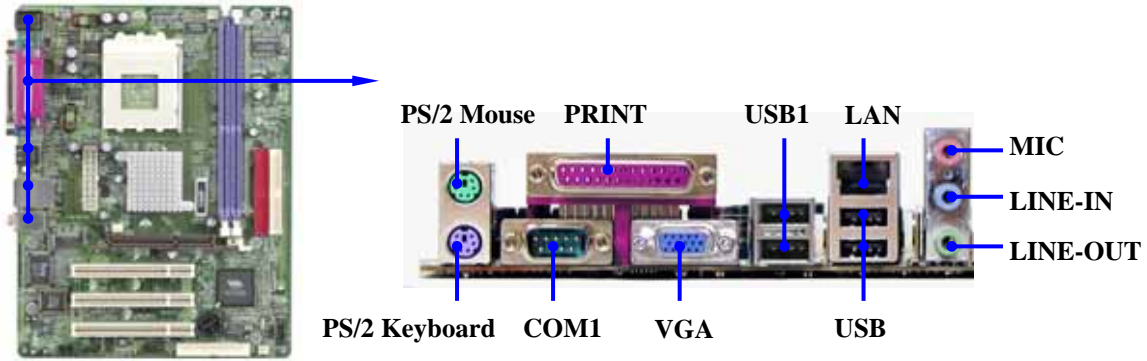 PS/2 Mouse PRINT USB1 LAN
MIC
LINE-IN
LINE-OUT
PS/2 Keyboard COM1 VGA USB